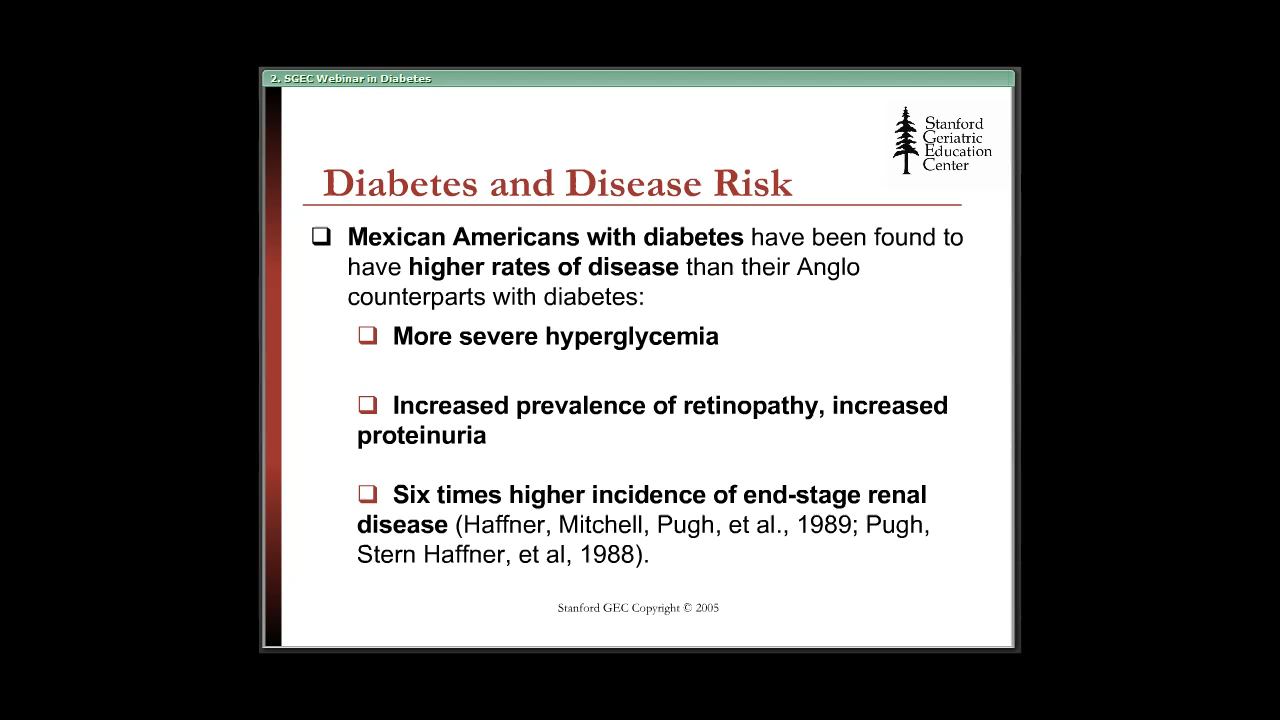 2. SGEC Webinar in Diabetes
Stanford
Geriatric
Education
Center
Diabetes and Disease Risk
Mexican Americans with diabetes have been found to
have higher rates of disease than their Anglo
counterparts with diabetes:
More severe hyperglycemia
Increased prevalence of retinopathy, increased
proteinuria
Six times higher incidence of end-stage renal
disease (Haffner, Mitchell, Pugh, et al., 1989; Pugh,
Stern Haffner, et al, 1988).
Stanford GEC Copyright © 2005